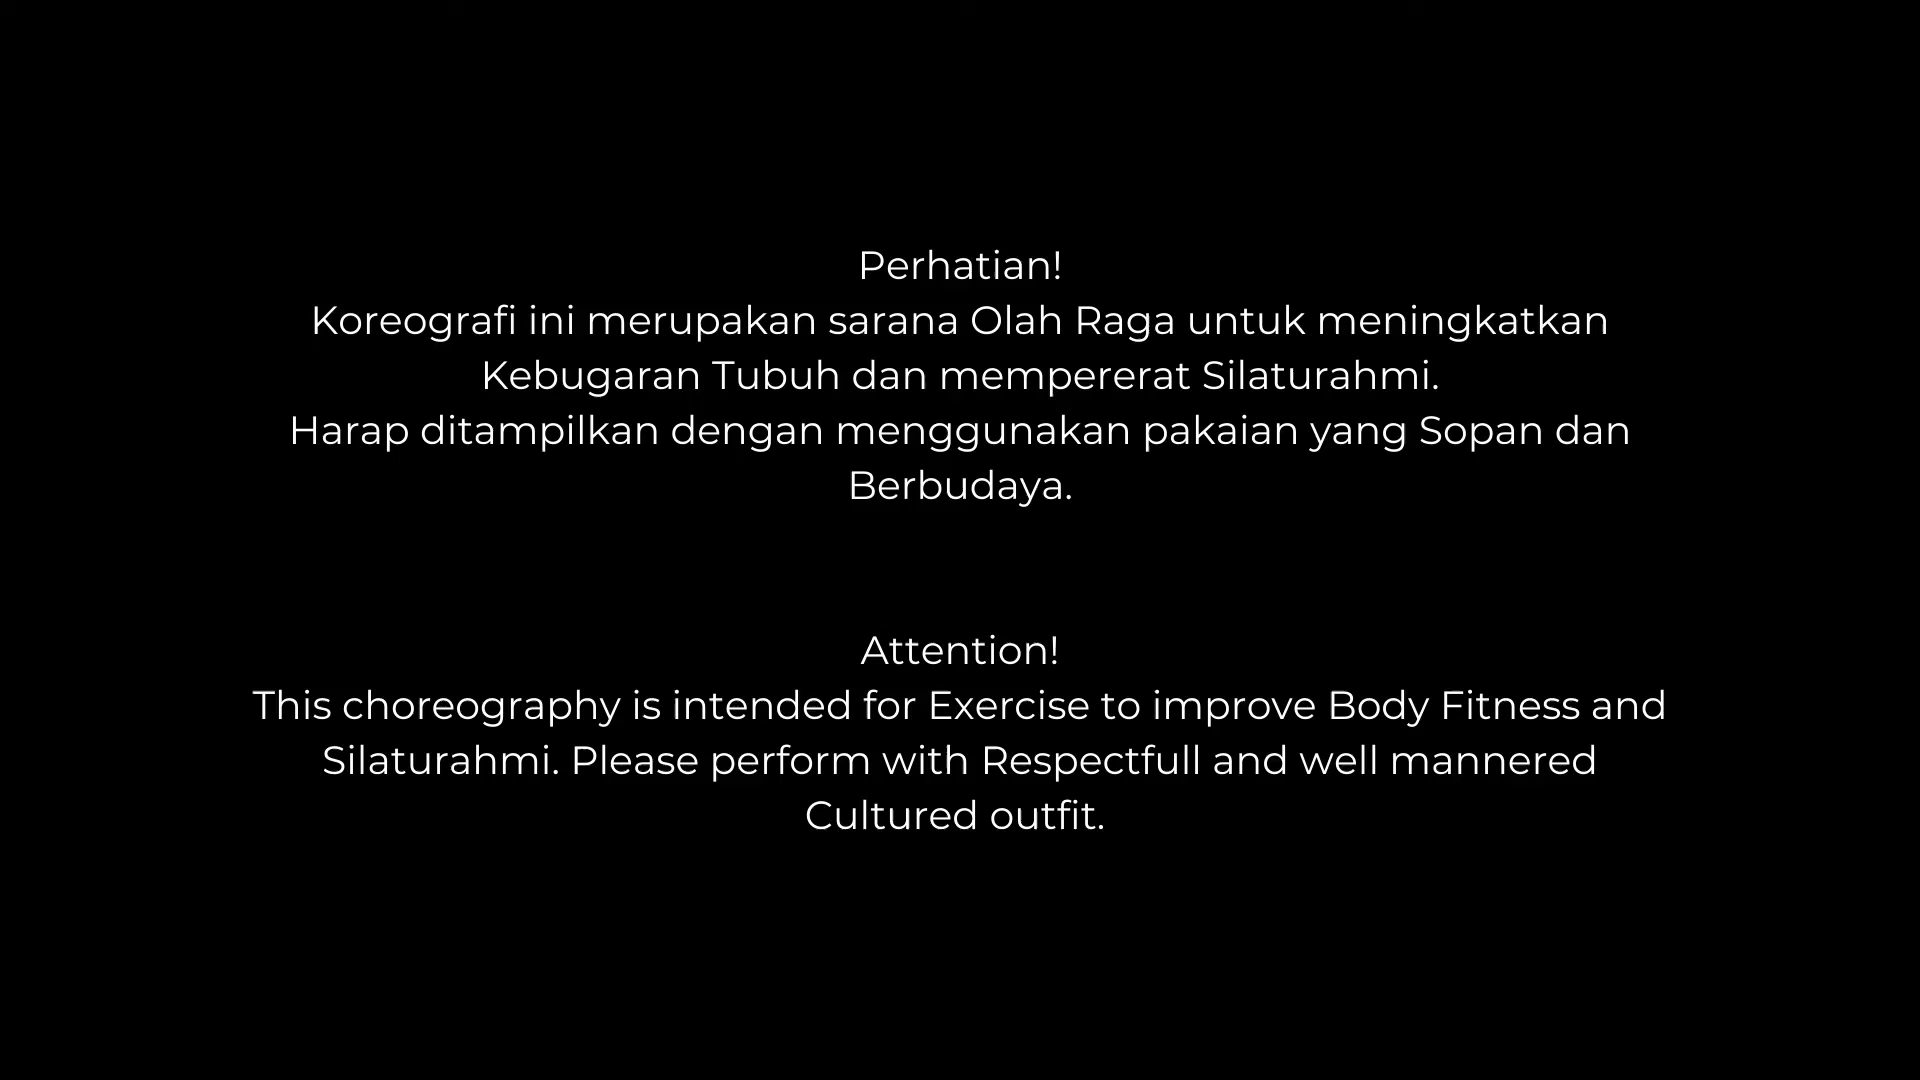 Perhatian!
Koreografi ini merupakan sarana Olah Raga untuk meningkatkan
Kebugaran Tubuh dan mempererat Silaturahmi.
Harap ditampilkan dengan menggunakan pakaian yang Sopan dan
Berbudaya.
Attention!
This choreography is intended for Exercise to improve Body Fitness and
Silaturahmi. Please perform with Respectfull and well mannered
Cultured outfit.